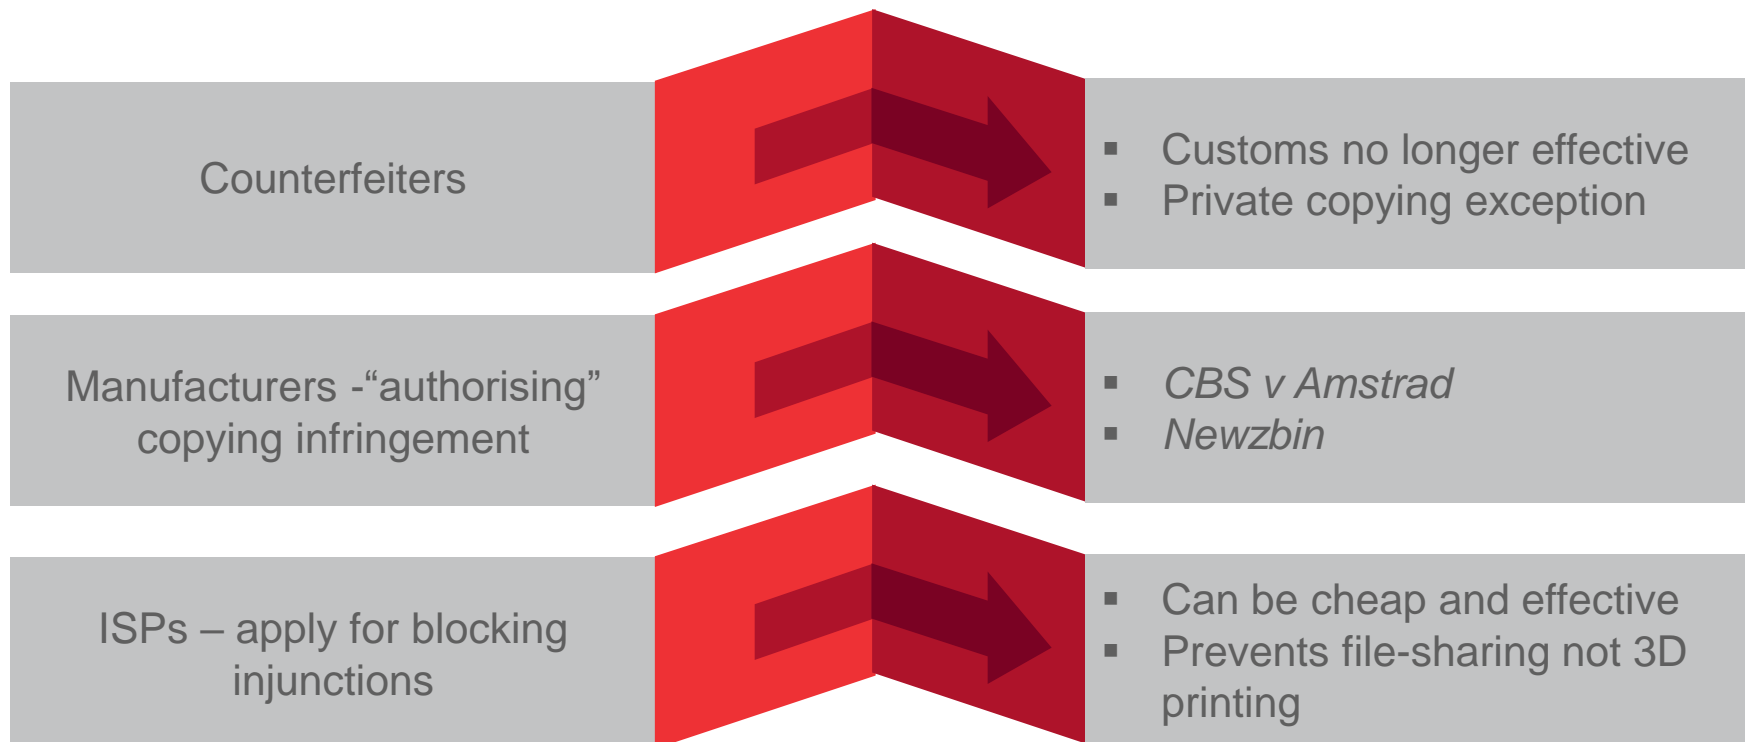 Counterfeiters
▪ Customs no longer effective
▪ Private copying exception
Manufacturers -“authorising”
copying infringement
▪ CBS v Amstrad
▪ Newzbin
ISPs – apply for blocking
injunctions
▪ Can be cheap and effective
▪ Prevents file-sharing not 3D
printing